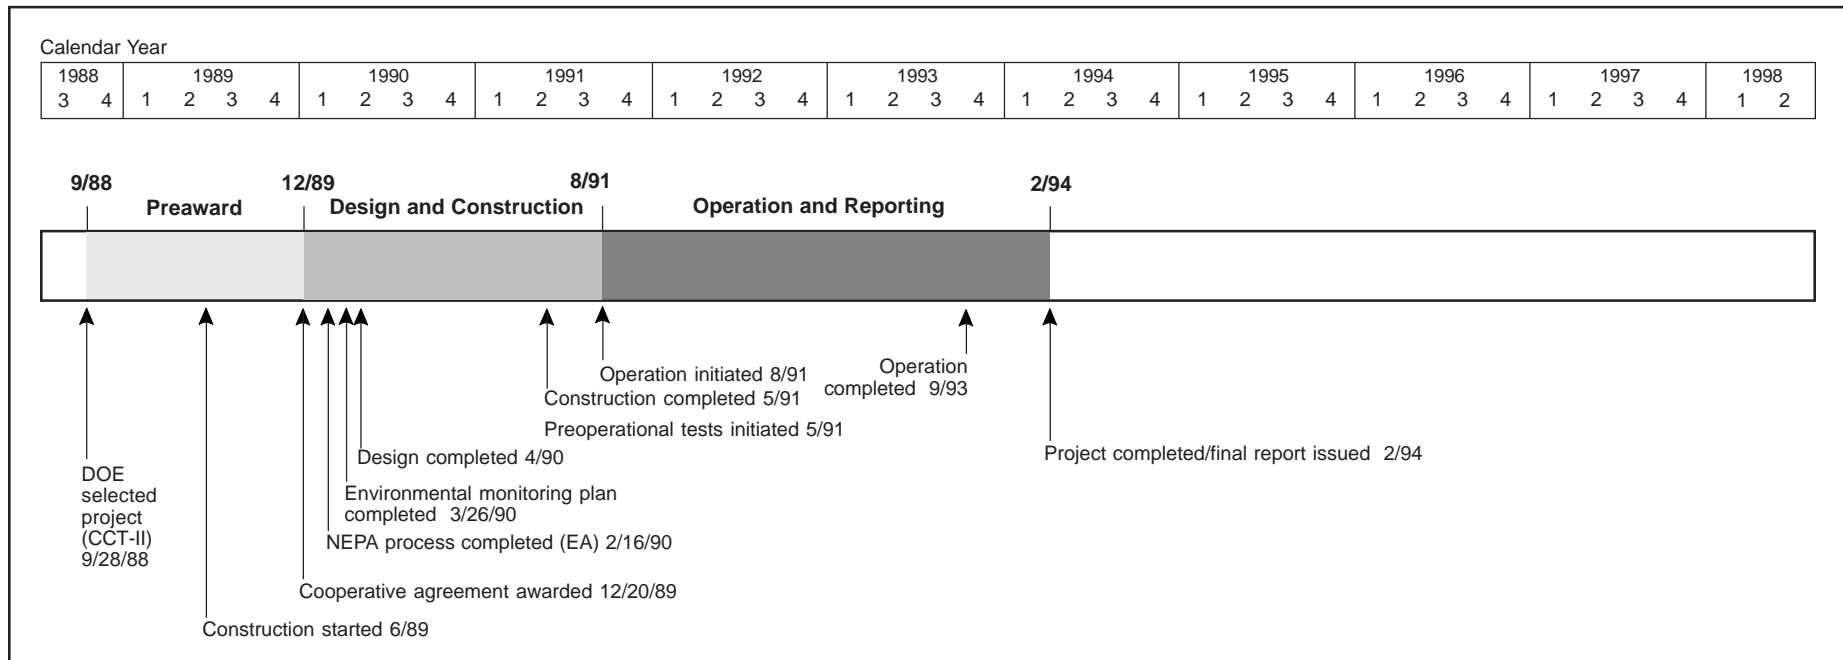 Calendar Year
1988 1989 1990 1991 1992 1993 1994 1995 1996 1997 1998
3 4 1 2 3 4 1 2 3 4 1 2 3 4 1 2 3 4 1 2 3 4 1 2 3 4 1 2 3 4 1 2 3 4 1 2 3 4 1 2
9/88 12/89 8/91 2/94
Preaward Design and Construction Operation and Reporting
Operation initiated 8/91
Construction completed 5/91
Preoperational tests initiated 5/91
Operation
completed 9/93
Design completed 4/90
Project completed/final report issued 2/94
DOE
selected
project
(CCT-II)
9/28/88
Environmental monitoring plan
completed 3/26/90
NEPA process completed (EA) 2/16/90
Cooperative agreement awarded 12/20/89
Construction started 6/89